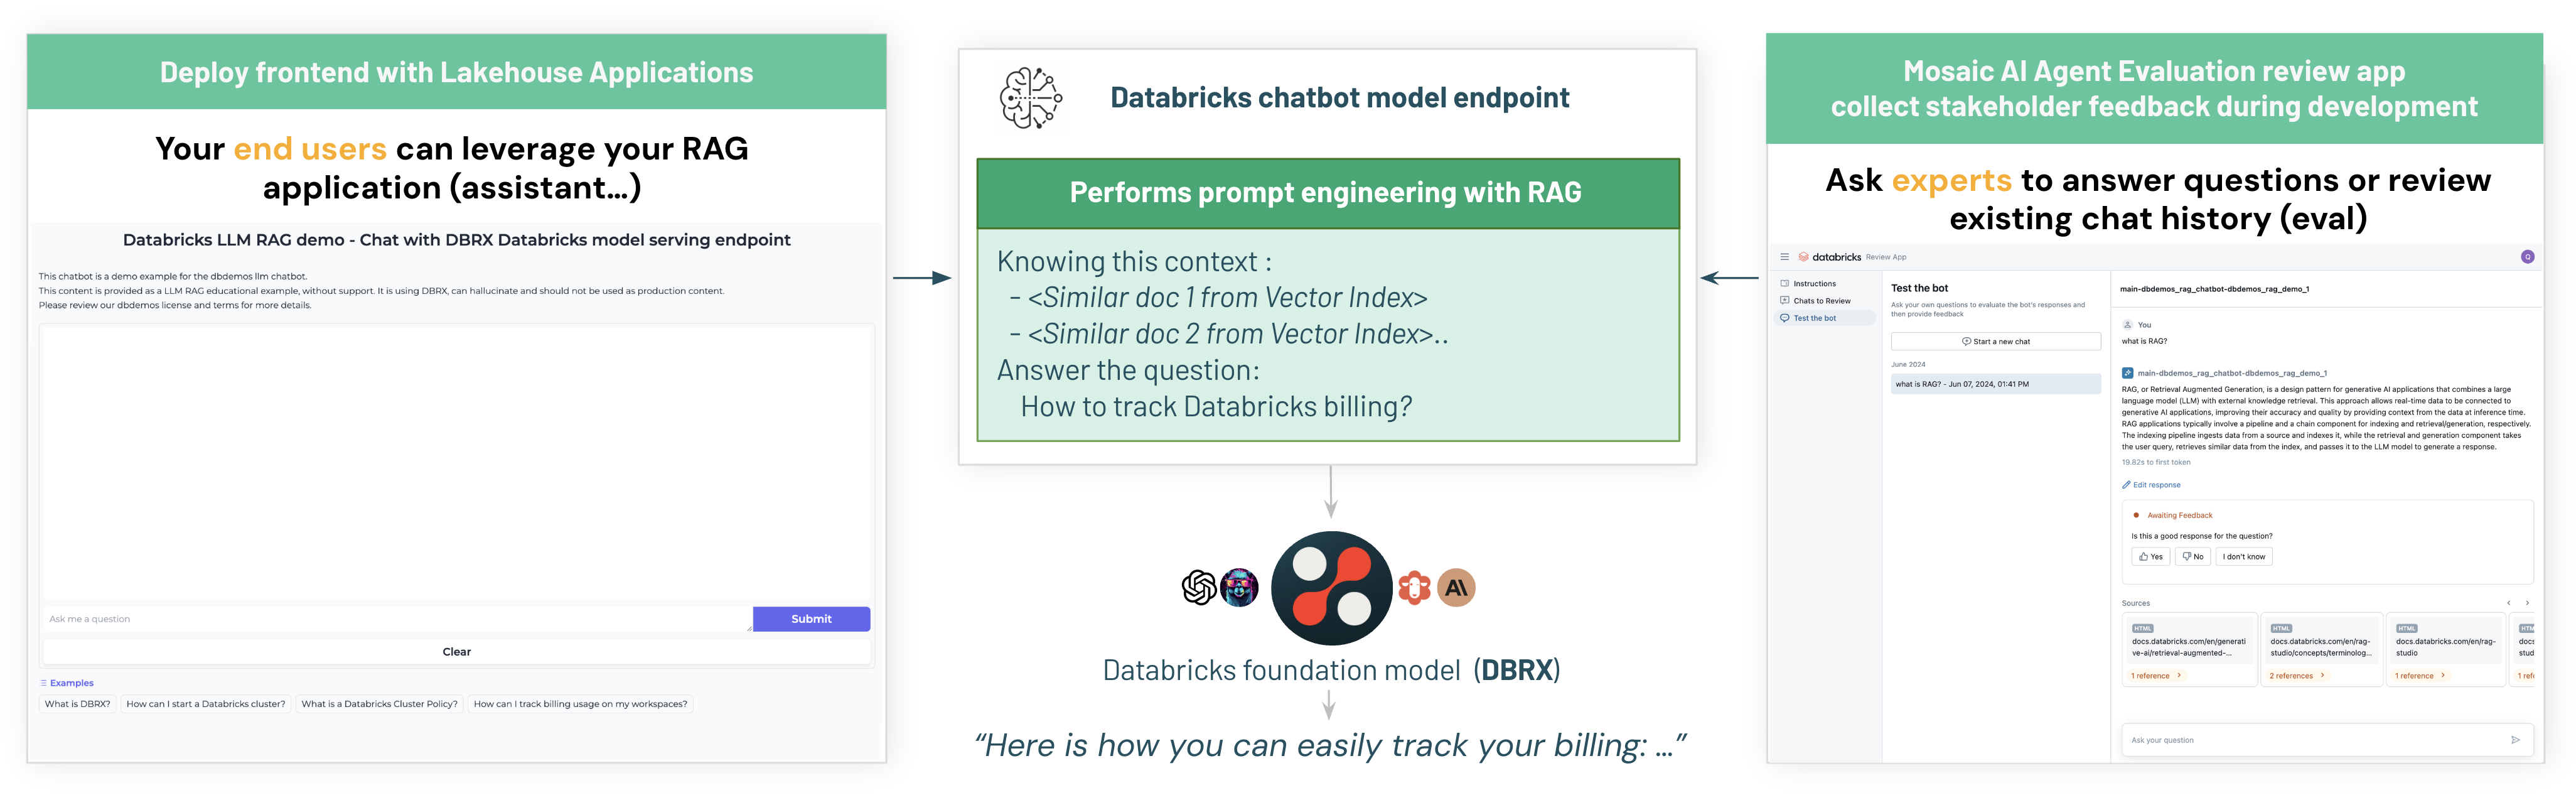 Deploy frontend with Lakehouse Applications
Your end users can leverage your RAG
application (assistant...)
Databricks LLM RAG demo - Chat with DBRX Databricks model serving endpoint
This chatbot is a demo example for the dbdemos llm chatbot.
This content is provided as a LLM RAG educational example, without support. It is using DBRX, can hallucinate and should not be used as production content.
Please review our dbdemos license and terms for more details.
Ask me a question
Submit
Clear
Examples
What is DBRX?
How can I start a Databricks cluster?
What is a Databricks Cluster Policy?
How can I track billing usage on my workspaces?
Databricks chatbot model endpoint
Performs prompt engineering with RAG
Knowing this context :
- <Similar doc 1 from Vector Index>
- <Similar doc 2 from Vector Index>..
Answer the question:
How to track Databricks billing?
Databricks foundation model (DBRX)
“Here is how you can easily track your billing: ...”
Mosaic AI Agent Evaluation review app
collect stakeholder feedback during development
Ask experts to answer questions or review
existing chat history (eval)
databricks Review App
Q
Instructions
Chats to Review
Test the bot
Test the bot
Ask your own questions to evaluate the bot's responses and
then provide feedback
Start a new chat
June 2024
what is RAG? - Jun 07, 2024, 01:41 PM
main-dbdemos_rag_chatbot-dbdemos_rag_demo_1
You
what is RAG?
main-dbdemos_rag_chatbot-dbdemos_rag_demo_1
RAG, or Retrieval Augmented Generation, is a design pattern for generative AI applications that combines a large
language model (LLM) with external knowledge retrieval. This approach allows real-time data to be connected to
generative AI applications, improving their accuracy and quality by providing context from the data at inference time.
RAG applications typically involve a pipeline and a chain component for indexing and retrieval/generation, respectively.
The indexing pipeline ingests data from a source and indexes it, while the retrieval and generation component takes
the user query, retrieves similar data from the index, and passes it to the LLM model to generate a response.
19.82s to first token
Edit response
Awaiting Feedback
Is this a good response for the question?
Yes
No
I don't know
Sources
HTML
docs.databricks.com/en/generati
ve-ai/retrieval-augmented-...
1 reference
HTML
docs.databricks.com/en/rag-
studio/concepts/terminolog...
2 references
HTML
docs.databricks.com/en/rag-
studio
1 reference
HTM
docs
stud
1 refe
Ask your question